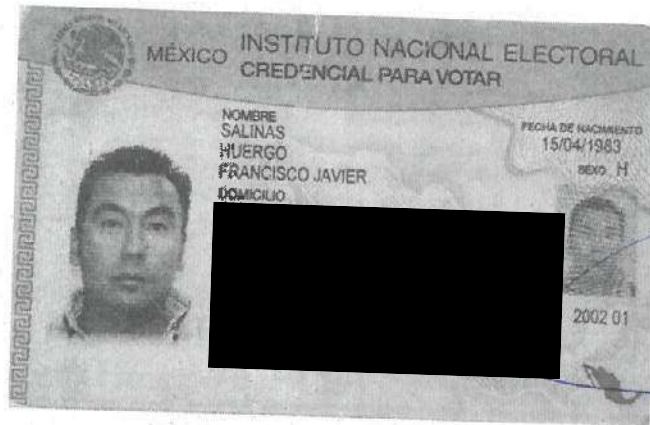 MÉXICO INSTITUTO NACIONAL ELECTORAL
CREDENCIAL PARA VOTAR
NOMBRE
SALINAS
HUERGO
FRANCISCO JAVIER
DOMICILIO
FECHA DE NACIMIENTO
15/04/1983
SEXO H
2002 01